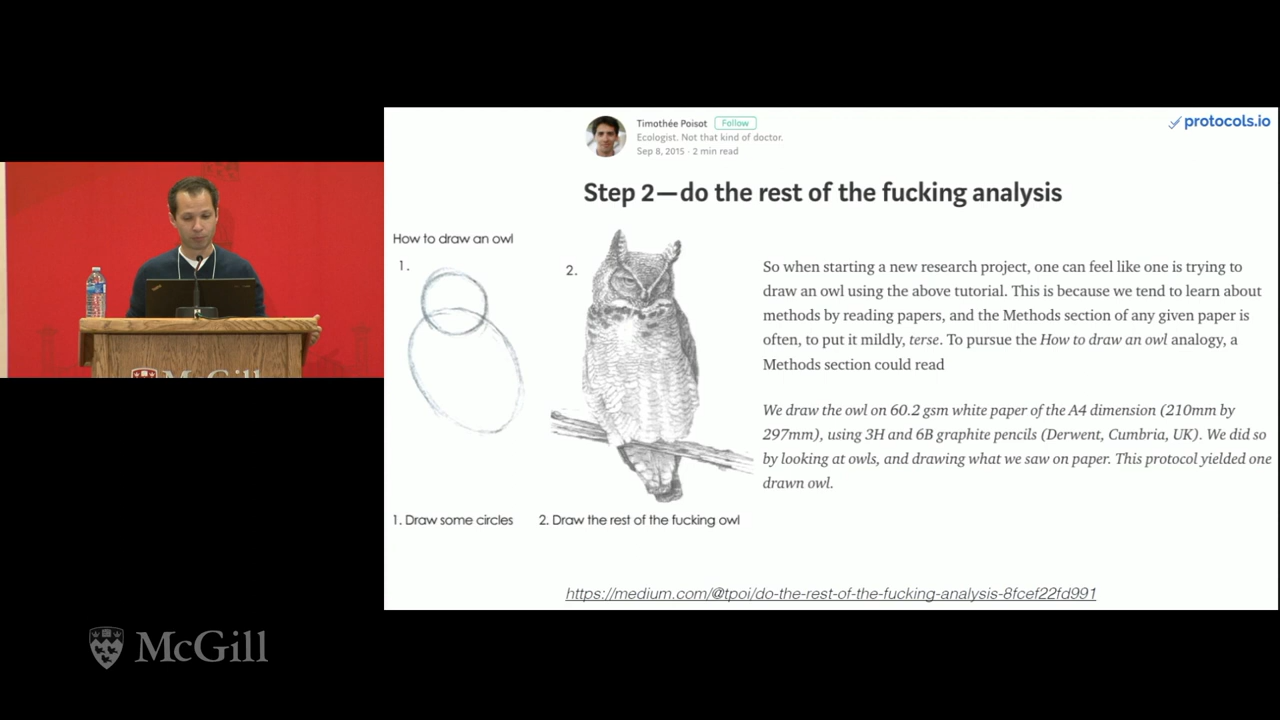 Timothée Poisot Follow
Ecologist. Not that kind of doctor.
Sep 8, 2015 · 2 min read
protocols.io
Step 2—do the rest of the fucking analysis
How to draw an owl
1.
2.
So when starting a new research project, one can feel like one is trying to
draw an owl using the above tutorial. This is because we tend to learn about
methods by reading papers, and the Methods section of any given paper is
often, to put it mildly, terse. To pursue the How to draw an owl analogy, a
Methods section could read
We draw the owl on 60.2 gsm white paper of the A4 dimension (210mm by
297mm), using 3H and 6B graphite pencils (Derwent, Cumbria, UK). We did so
by looking at owls, and drawing what we saw on paper. This protocol yielded one
drawn owl.
1. Draw some circles
2. Draw the rest of the fucking owl
https://medium.com/@tpoi/do-the-rest-of-the-fucking-analysis-8fcef22fd991
McGill
McGill